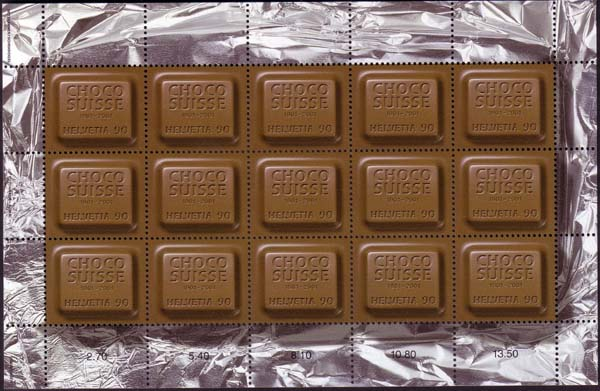 CHOCO CHOCO CHOCO CHOCO CHOCO
SUISSE SUISSE SUISSE SUISSE SUISSE
1901-2001 1901-2001 1901-2001 1901-2001 1901-2001
HELVETIA 90 HELVETIA 90 HELVETIA 90 HELVETIA 90 HELVETIA 90
CHOCO CHOCO CHOCO CHOCO CHOCO
SUISSE SUISSE SUISSE SUISSE SUISSE
1901-2001 1901-2001 1901-2001 1901-2001 1901-2001
HELVETIA 90 HELVETIA 90 HELVETIA 90 HELVETIA 90 HELVETIA 90
CHOCO CHOCO CHOCO CHOCO CHOCO
SUISSE SUISSE SUISSE SUISSE SUISSE
1901-2001 1901-2001 1901-2001 1901-2001 1901-2001
HELVETIA 90 HELVETIA 90 HELVETIA 90 HELVETIA 90 HELVETIA 90
2.70 5.40 8.10 10.80 13.50